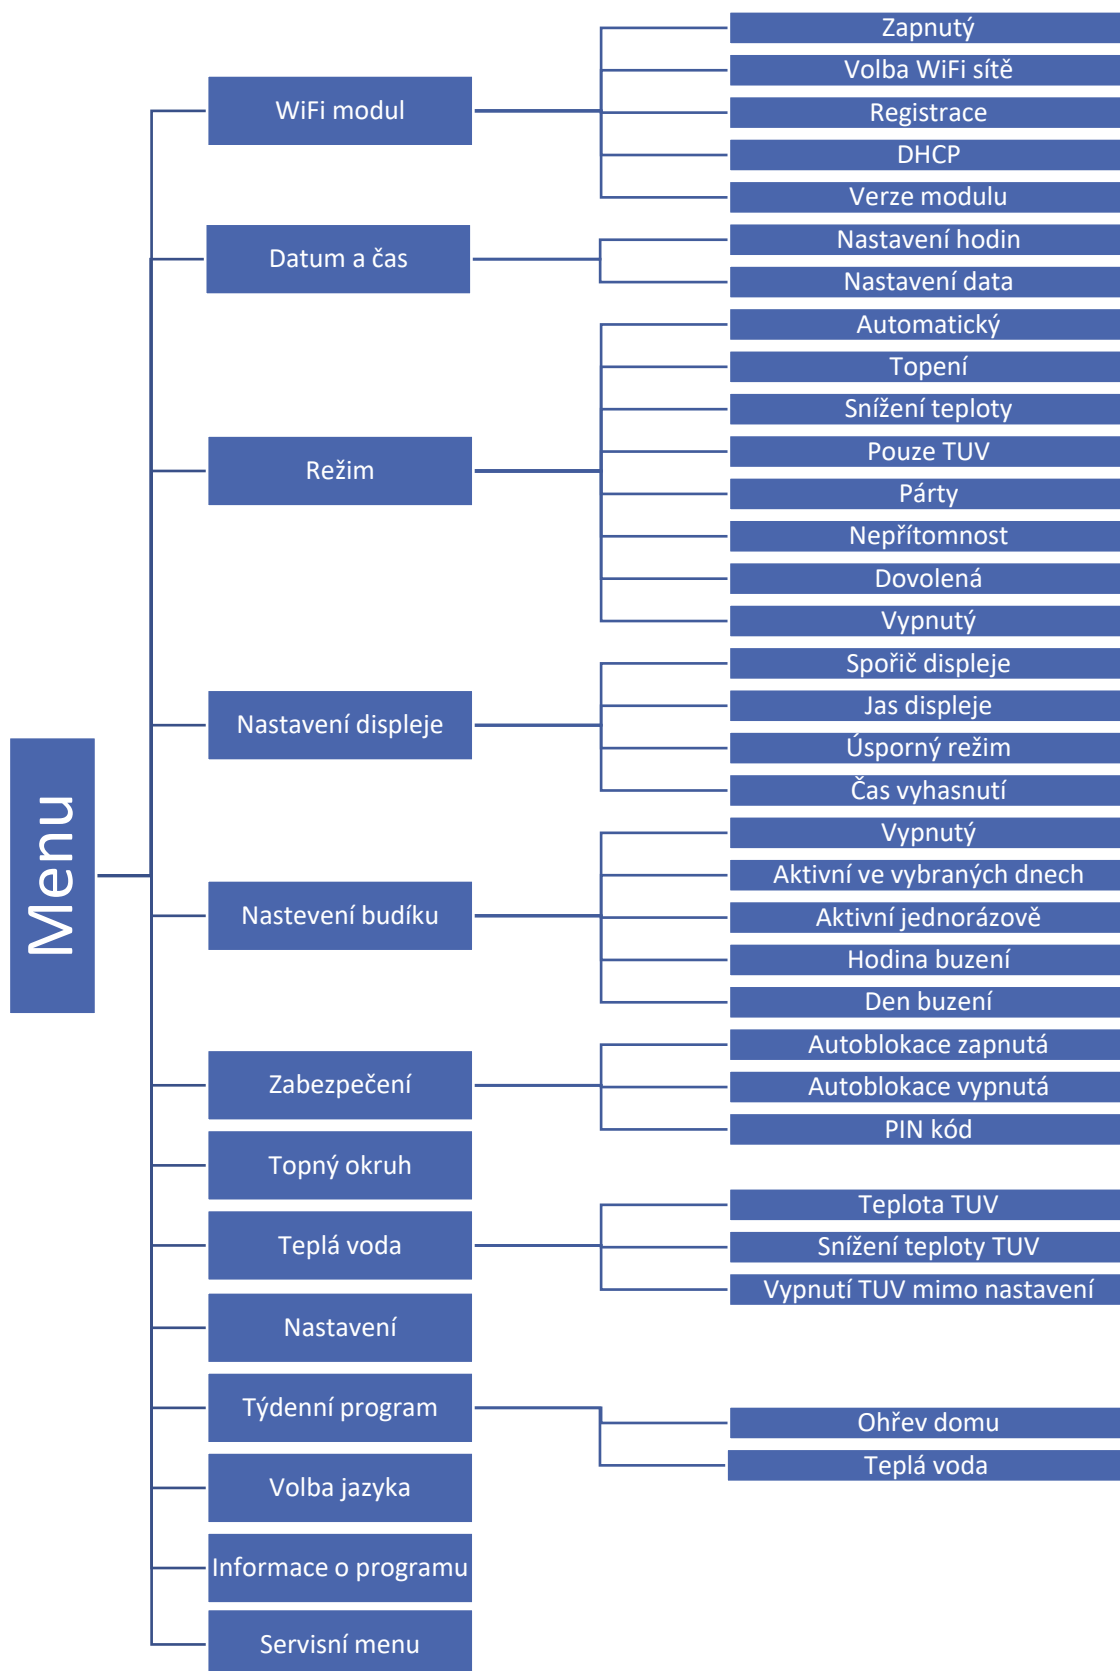 Menu
WiFi modul
Zapnutý
Volba WiFi sítě
Registrace
DHCP
Verze modulu
Datum a čas
Nastavení hodin
Nastavení data
Režim
Automatický
Topení
Snížení teploty
Pouze TUV
Párty
Nepřítomnost
Dovolená
Vypnutý
Nastavení displeje
Spořič displeje
Jas displeje
Úsporný režim
Čas vyhasnutí
Nastevení budíku
Vypnutý
Aktivní ve vybraných dnech
Aktivní jednorázově
Hodina buzení
Den buzení
Zabezpečení
Autoblokace zapnutá
Autoblokace vypnutá
PIN kód
Topný okruh
Teplá voda
Teplota TUV
Snížení teploty TUV
Vypnutí TUV mimo nastavení
Nastavení
Týdenní program
Ohřev domu
Teplá voda
Volba jazyka
Informace o programu
Servisní menu